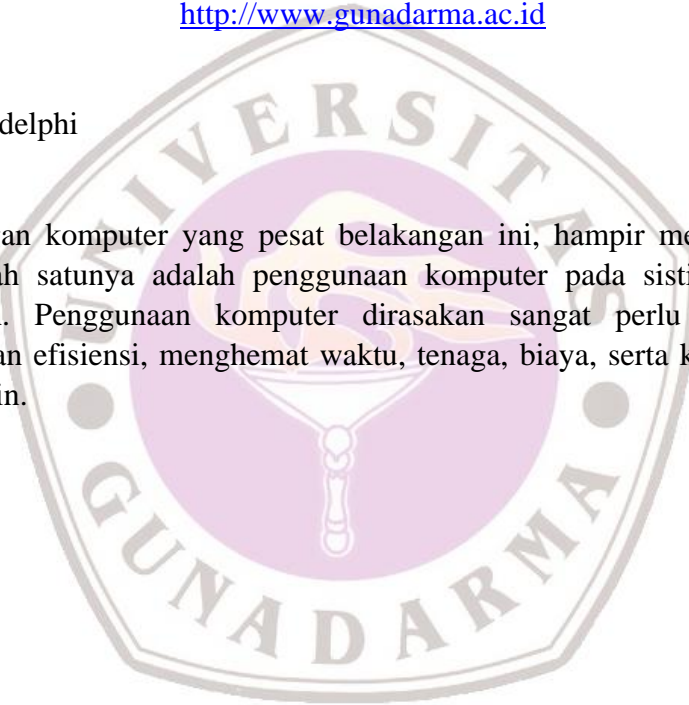 http://www.gunadarma.ac.id
delphi
an komputer yang pesat belakangan ini, hampir me
ah satunya adalah penggunaan komputer pada sisti
. Penggunaan komputer dirasakan sangat perlu
an efisiensi, menghemat waktu, tenaga, biaya, serta k
in.
UNIVERSITAS
GUNADARMA